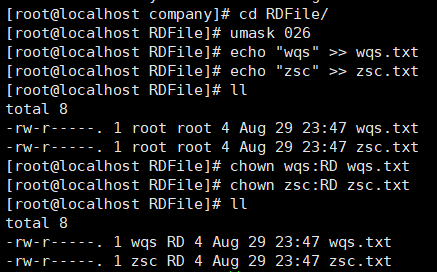 [root@localhost company]# cd RDFile/
[root@localhost RDFile]# umask 026
[root@localhost RDFile]# echo "wqs" >> wqs.txt
[root@localhost RDFile]# echo "zsc" >> zsc.txt
[root@localhost RDFile]# ll
total 8
-rw-r-----. 1 root root 4 Aug 29 23:47 wqs.txt
-rw-r-----. 1 root root 4 Aug 29 23:47 zsc.txt
[root@localhost RDFile]# chown wqs:RD wqs.txt
[root@localhost RDFile]# chown zsc:RD zsc.txt
[root@localhost RDFile]# ll
total 8
-rw-r-----. 1 wqs RD 4 Aug 29 23:47 wqs.txt
-rw-r-----. 1 zsc RD 4 Aug 29 23:47 zsc.txt